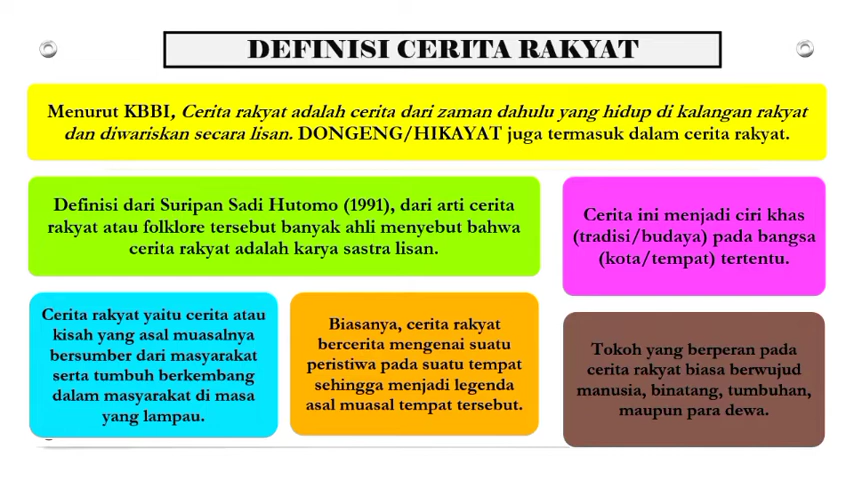 DEFINISI CERITA RAKYAT
Menurut KBBI, Cerita rakyat adalah cerita dari zaman dahulu yang hidup di kalangan rakyat
dan diwariskan secara lisan. DONGENG/HIKAYAT juga termasuk dalam cerita rakyat.
Definisi dari Suripan Sadi Hutomo (1991), dari arti cerita
rakyat atau folklore tersebut banyak ahli menyebut bahwa
cerita rakyat adalah karya sastra lisan.
Cerita ini menjadi ciri khas
(tradisi/budaya) pada bangsa
(kota/tempat) tertentu.
Cerita rakyat yaitu cerita atau
kisah yang asal muasalnya
bersumber dari masyarakat
serta tumbuh berkembang
dalam masyarakat di masa
yang lampau.
Biasanya, cerita rakyat
bercerita mengenai suatu
peristiwa pada suatu tempat
sehingga menjadi legenda
asal muasal tempat tersebut.
Tokoh yang berperan pada
cerita rakyat biasa berwujud
manusia, binatang, tumbuhan,
maupun para dewa.